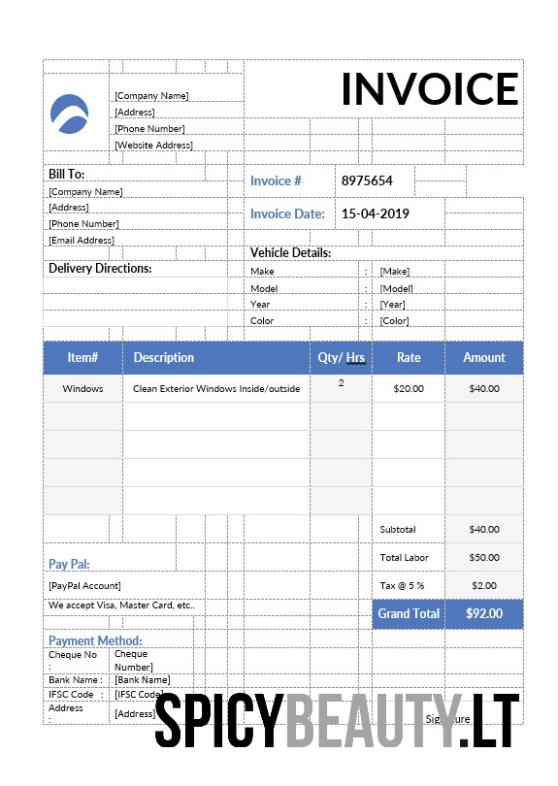 INVOICE
[Company Name]
[Address]
[Phone Number]
[Website Address]
Bill To:
[Company Name]
[Address]
[Phone Number]
[Email Address]
Invoice # 8975654
Invoice Date: 15-04-2019
Delivery Directions:
Vehicle Details:
Make : [Make]
Model : [Model]
Year : [Year]
Color : [Color]
Item# Description Qty/ Hrs Rate Amount
Windows Clean Exterior Windows Inside/outside 2 $20.00 $40.00
Subtotal $40.00
Total Labor $50.00
Tax @ 5 % $2.00
Grand Total $92.00
Pay Pal:
[PayPal Account]
We accept Visa, Master Card, etc..
Payment Method:
Cheque No : Cheque Number]
Bank Name : [Bank Name]
IFSC Code : [IFSC Code]
Address : [Address]
Signature
SPICYBEAUTY.LT